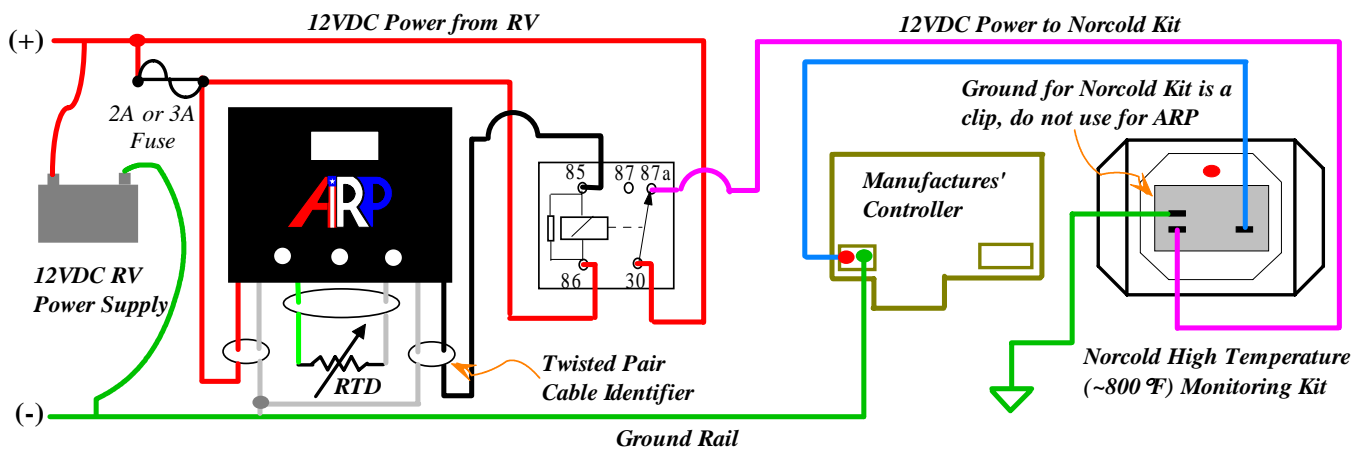 12VDC Power from RV
12VDC Power to Norcold Kit
(+)
2A or 3A
Fuse
ARP
85
87
87a
86
30
Manufactures'
Controller
Ground for Norcold Kit is a
clip, do not use for ARP
12VDC RV
Power Supply
RTD
Twisted Pair
Cable Identifier
Norcold High Temperature
(~800°F) Monitoring Kit
(-)
Ground Rail